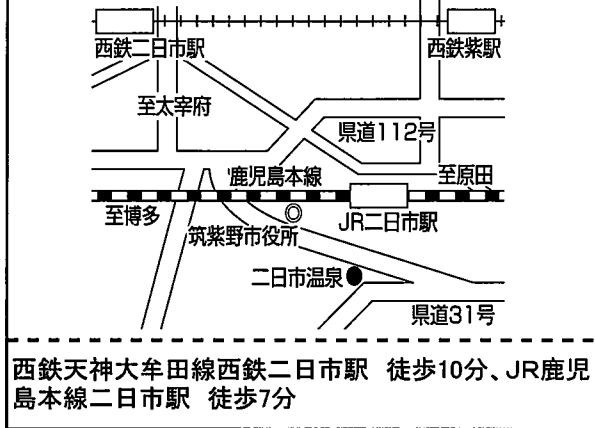 西鉄二日市駅
西鉄紫駅
至太宰府
県道112号
鹿児島本線
至原田
至博多
JR二日市駅
筑紫野市役所
二日市温泉
県道31号
西鉄天神大牟田線西鉄二日市駅 徒歩10分、JR鹿児
島本線二日市駅 徒歩7分